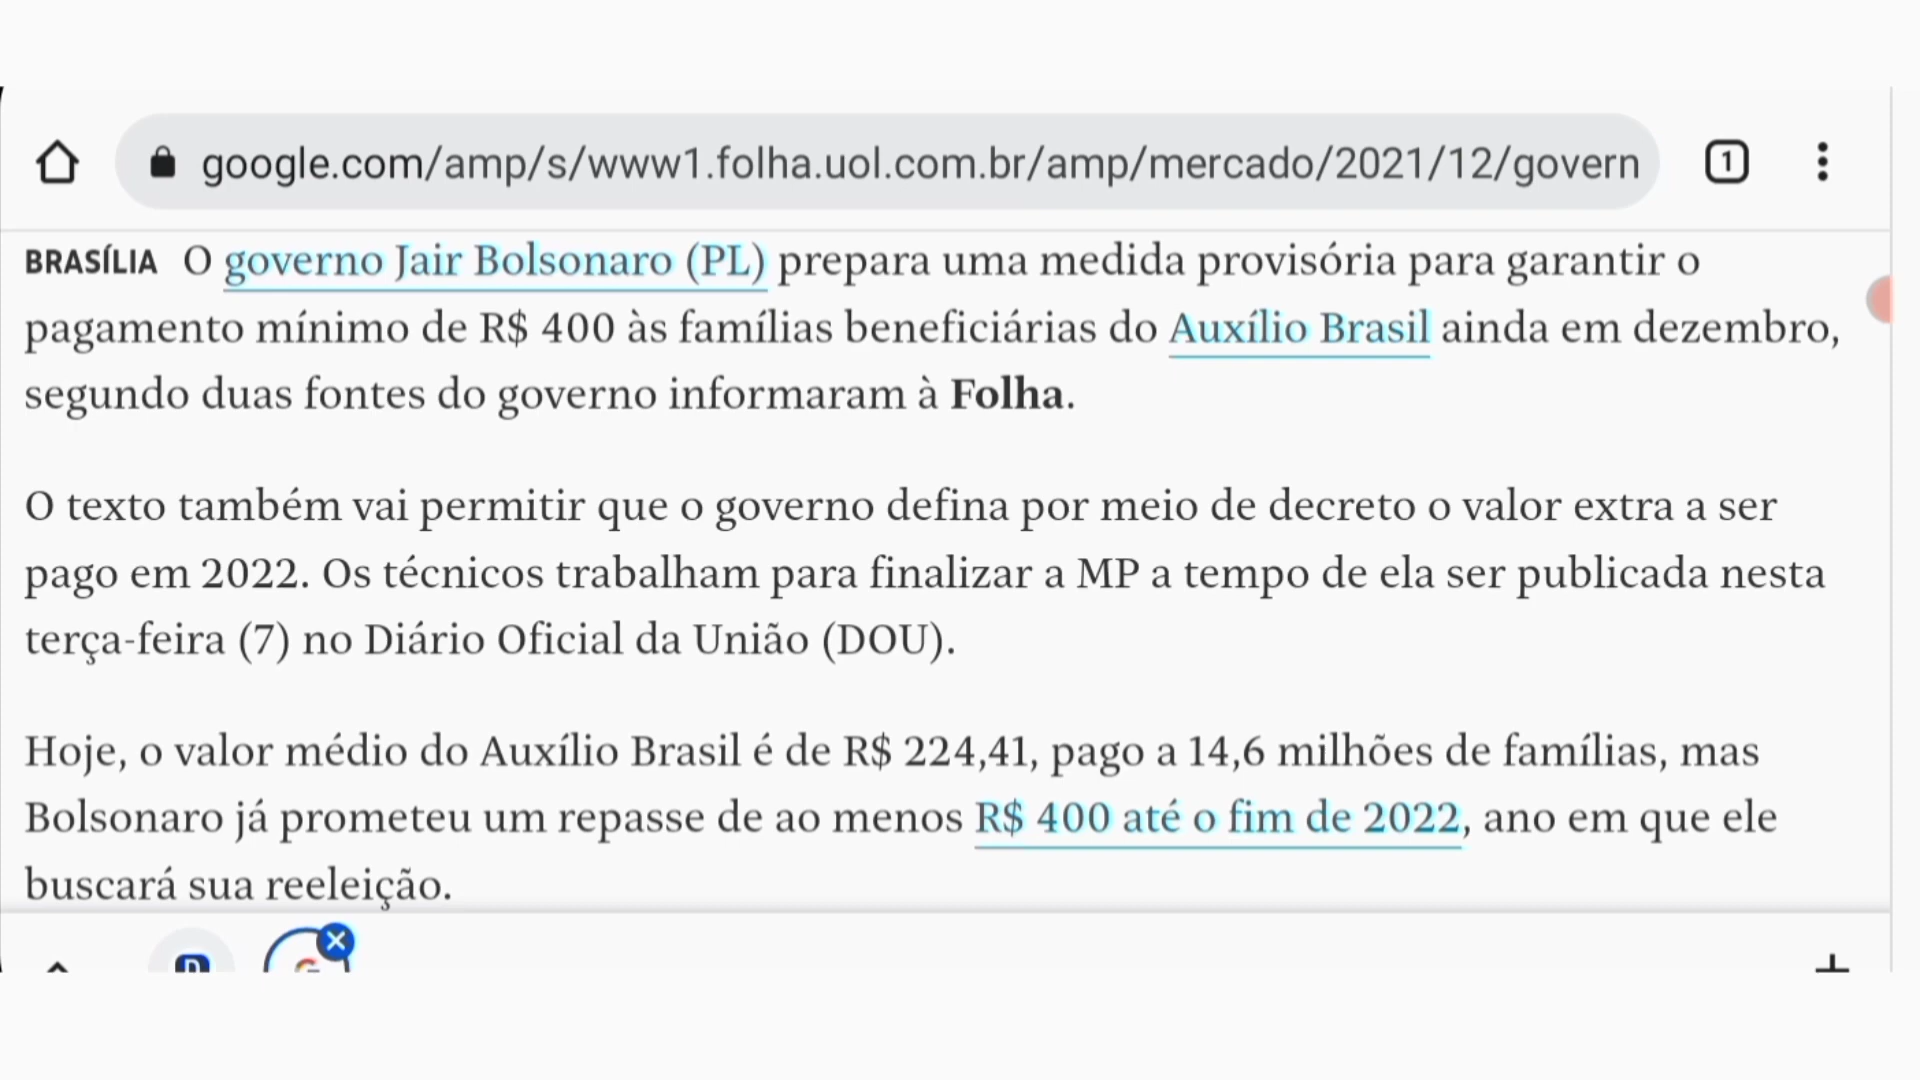 google.com/amp/s/www1.folha.uol.com.br/amp/mercado/2021/12/govern
1
BRASÍLIA O governo Jair Bolsonaro (PL) prepara uma medida provisória para garantir o
pagamento mínimo de R$ 400 às famílias beneficiárias do Auxílio Brasil ainda em dezembro,
segundo duas fontes do governo informaram à Folha.
O texto também vai permitir que o governo defina por meio de decreto o valor extra a ser
pago em 2022. Os técnicos trabalham para finalizar a MP a tempo de ela ser publicada nesta
terça-feira (7) no Diário Oficial da União (DOU).
Hoje, o valor médio do Auxílio Brasil é de R$ 224,41, pago a 14,6 milhões de famílias, mas
Bolsonaro já prometeu um repasse de ao menos R$ 400 até o fim de 2022, ano em que ele
buscará sua reeleição.